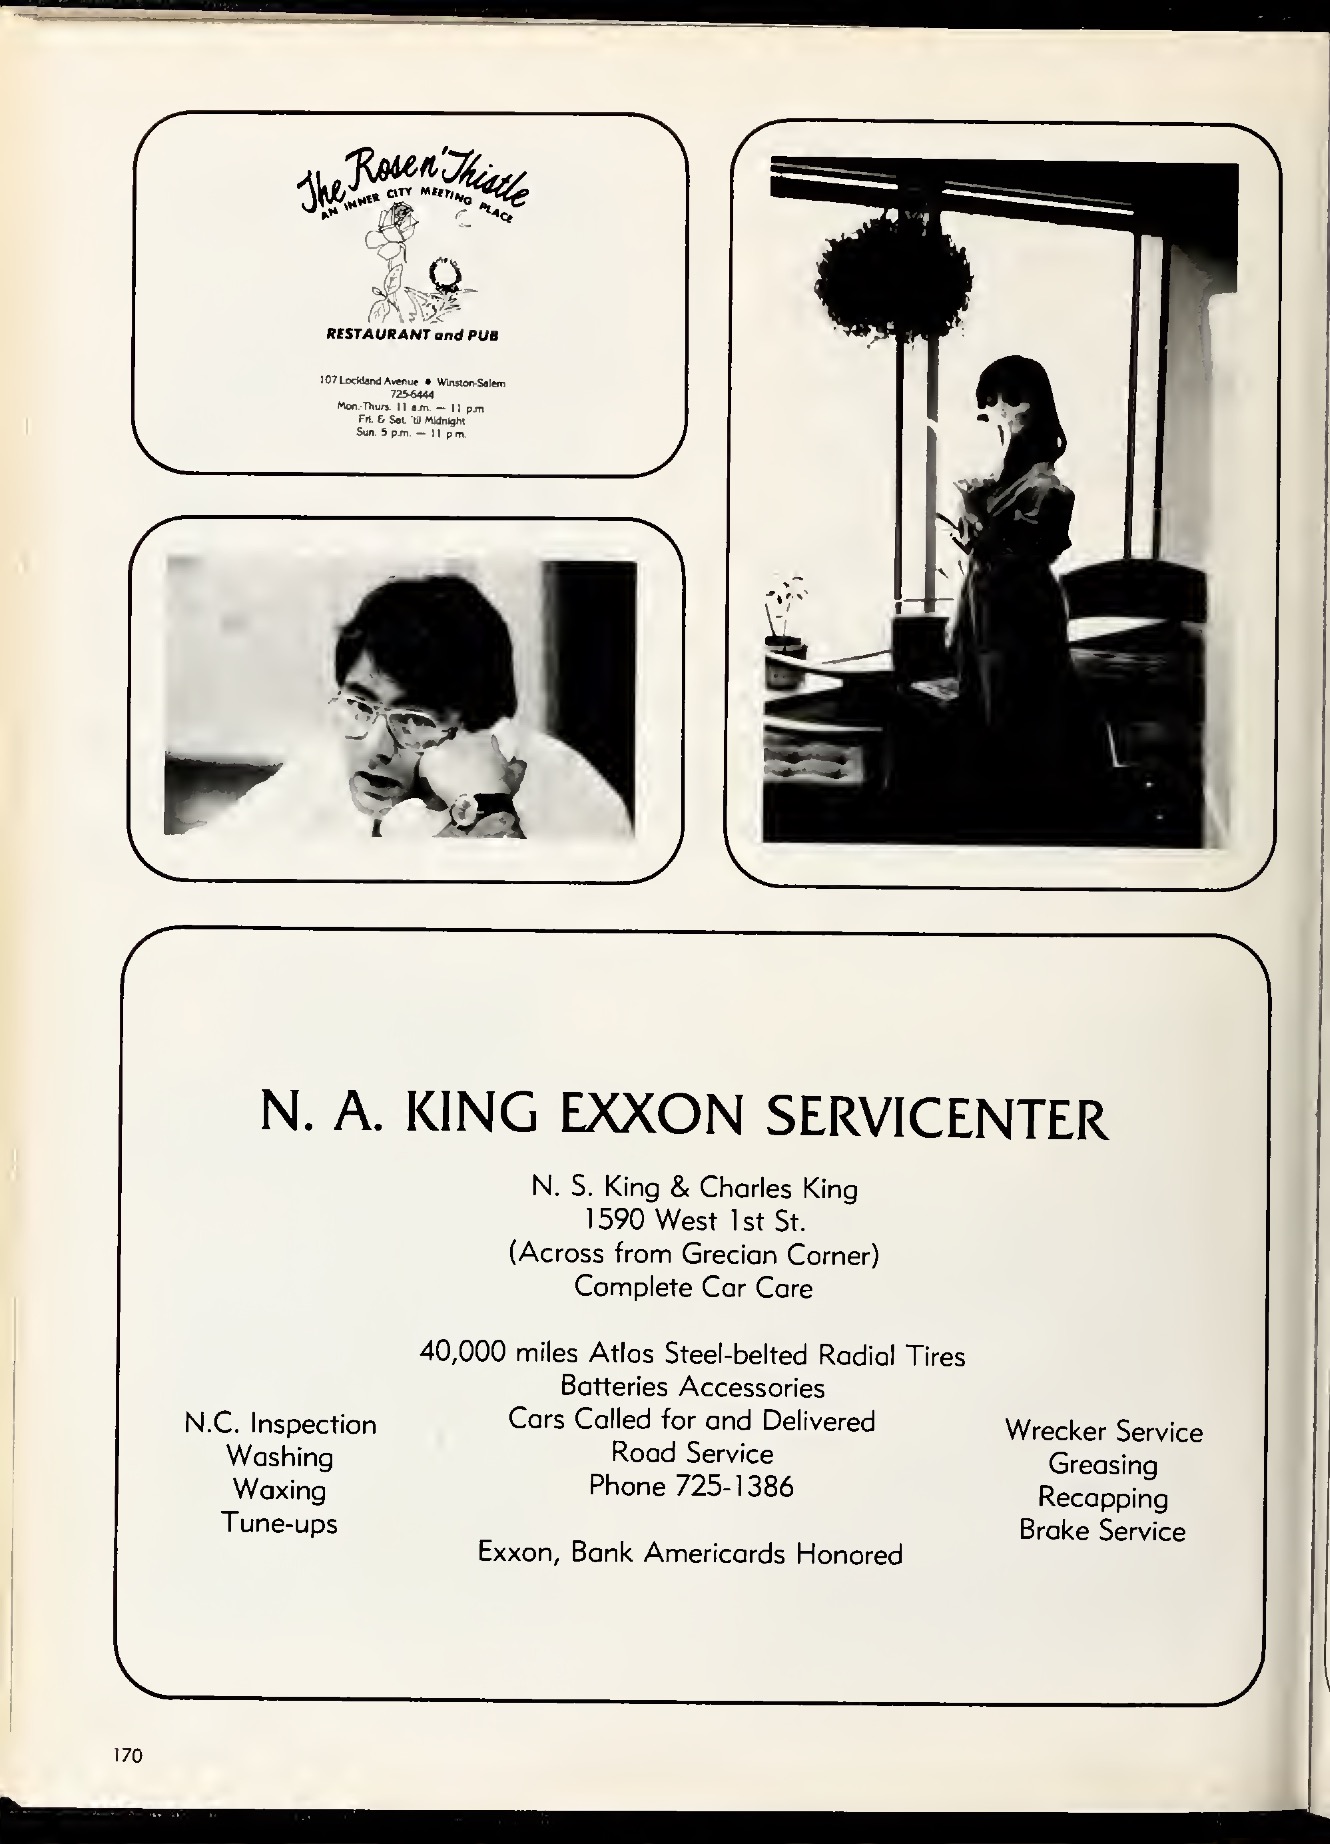 The Rose n' Thistle
AN INNER CITY MEETING PLACE
RESTAURANT and PUB
107 Lockland Avenue • Winston-Salem
725-6444
Mon.-Thurs. 11 a.m. — 11 p.m
Fri. & Sat. 'til Midnight
Sun. 5 p.m. — 11 p.m.
N. A. KING EXXON SERVICENTER
N. S. King & Charles King
1590 West 1st St.
(Across from Grecian Corner)
Complete Car Care
40,000 miles Atlas Steel-belted Radial Tires
Batteries Accessories
Cars Called for and Delivered
Road Service
Phone 725-1386
N.C. Inspection
Washing
Waxing
Tune-ups
Wrecker Service
Greasing
Recapping
Brake Service
Exxon, Bank Americards Honored
170